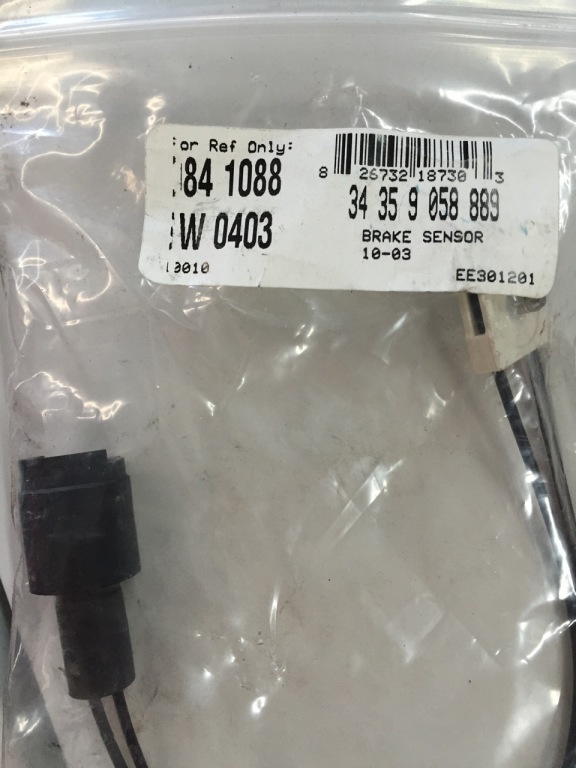 or Ref Only:
84 1088
W 0403
0010
8 26732 18730 3
34 35 9 058 889
BRAKE SENSOR
10-03
EE301201